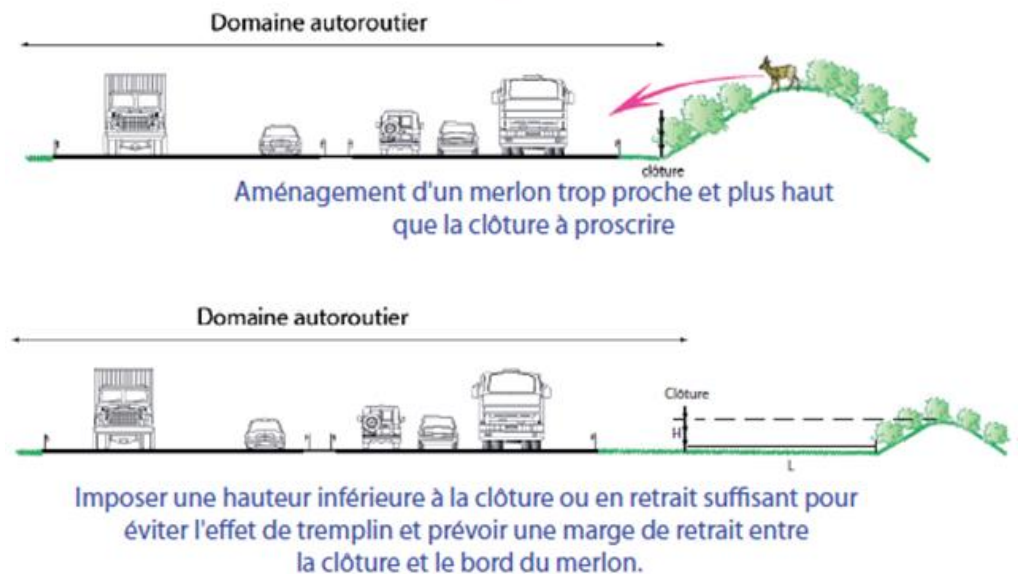 Domaine autoroutier
clôture
Aménagement d'un merlon trop proche et plus haut
que la clôture à proscrire
Domaine autoroutier
Clôture
H
L
Imposer une hauteur inférieure à la clôture ou en retrait suffisant pour
éviter l'effet de tremplin et prévoir une marge de retrait entre
la clôture et le bord du merlon.